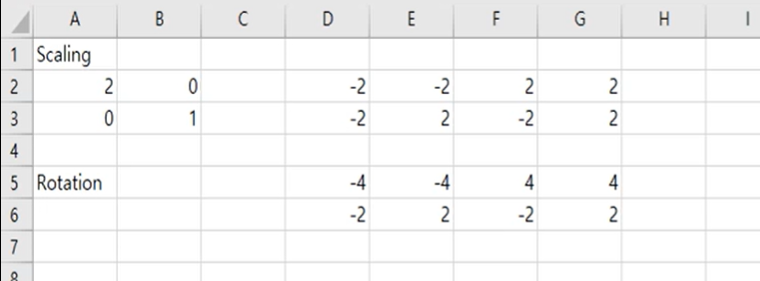 A B C D E F G H I
1 Scaling
2 2 0 -2 -2 2 2
3 0 1 -2 2 -2 2
4
5 Rotation -4 -4 4 4
6 -2 2 -2 2
7
8